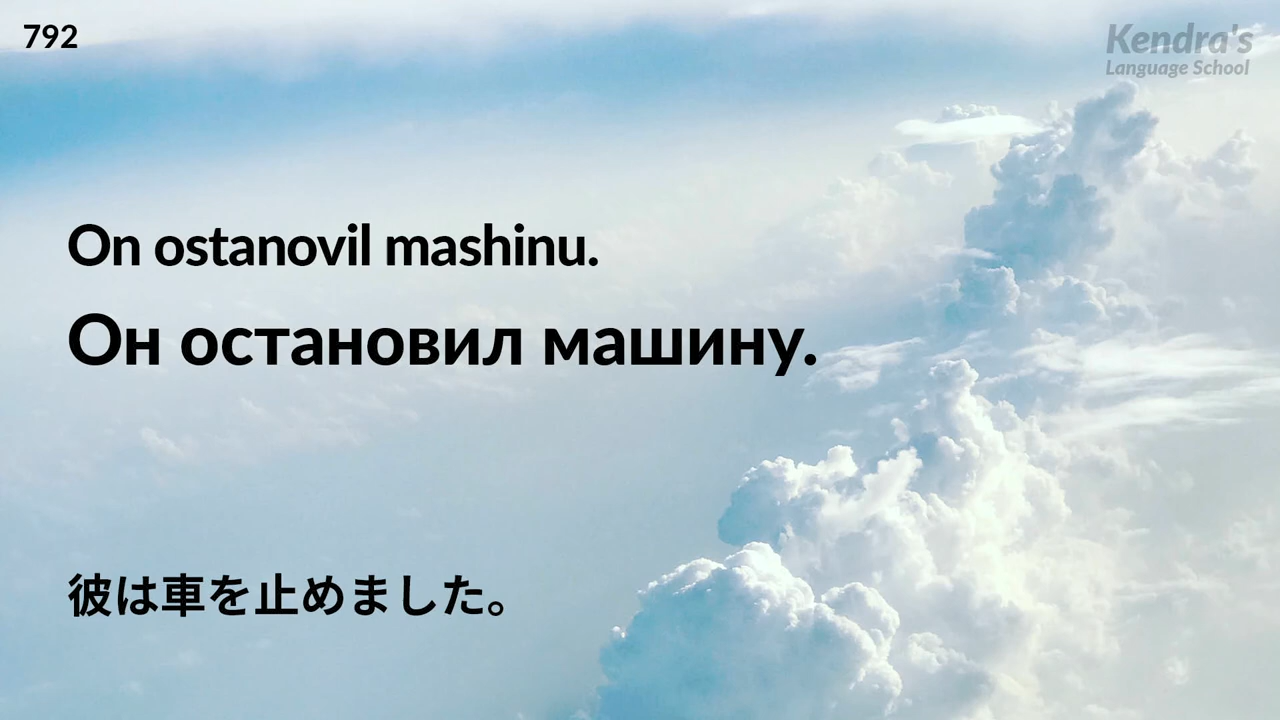 792
Kendra's
Language School
On ostanovil mashinu.
Он остановил машину.
彼は車を止めました。